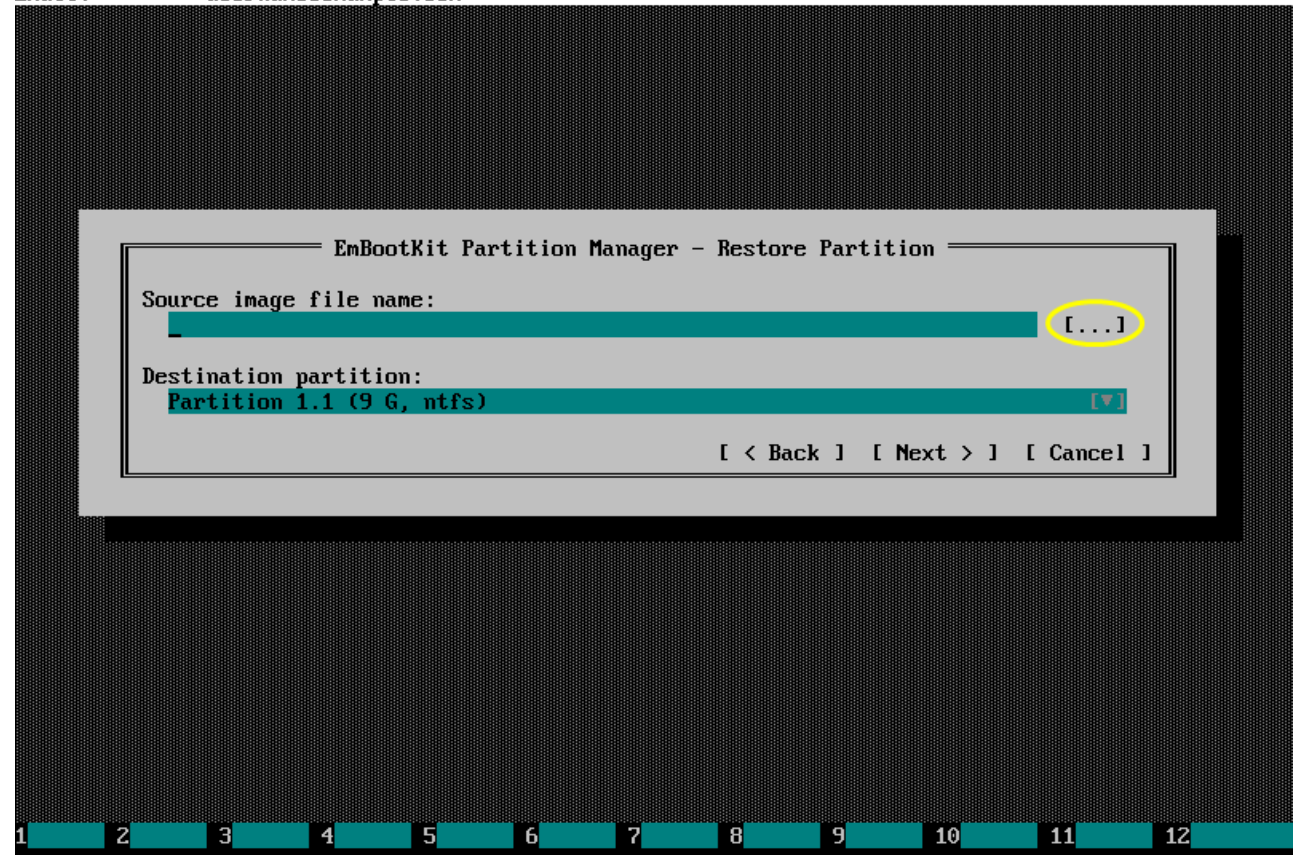 EmBootKit Partition Manager - Restore Partition
Source image file name:
[...]
Destination partition:
Partition 1.1 (9 G, ntfs) [▼]
[ < Back ] [ Next > ] [ Cancel ]
1 2 3 4 5 6 7 8 9 10 11 12